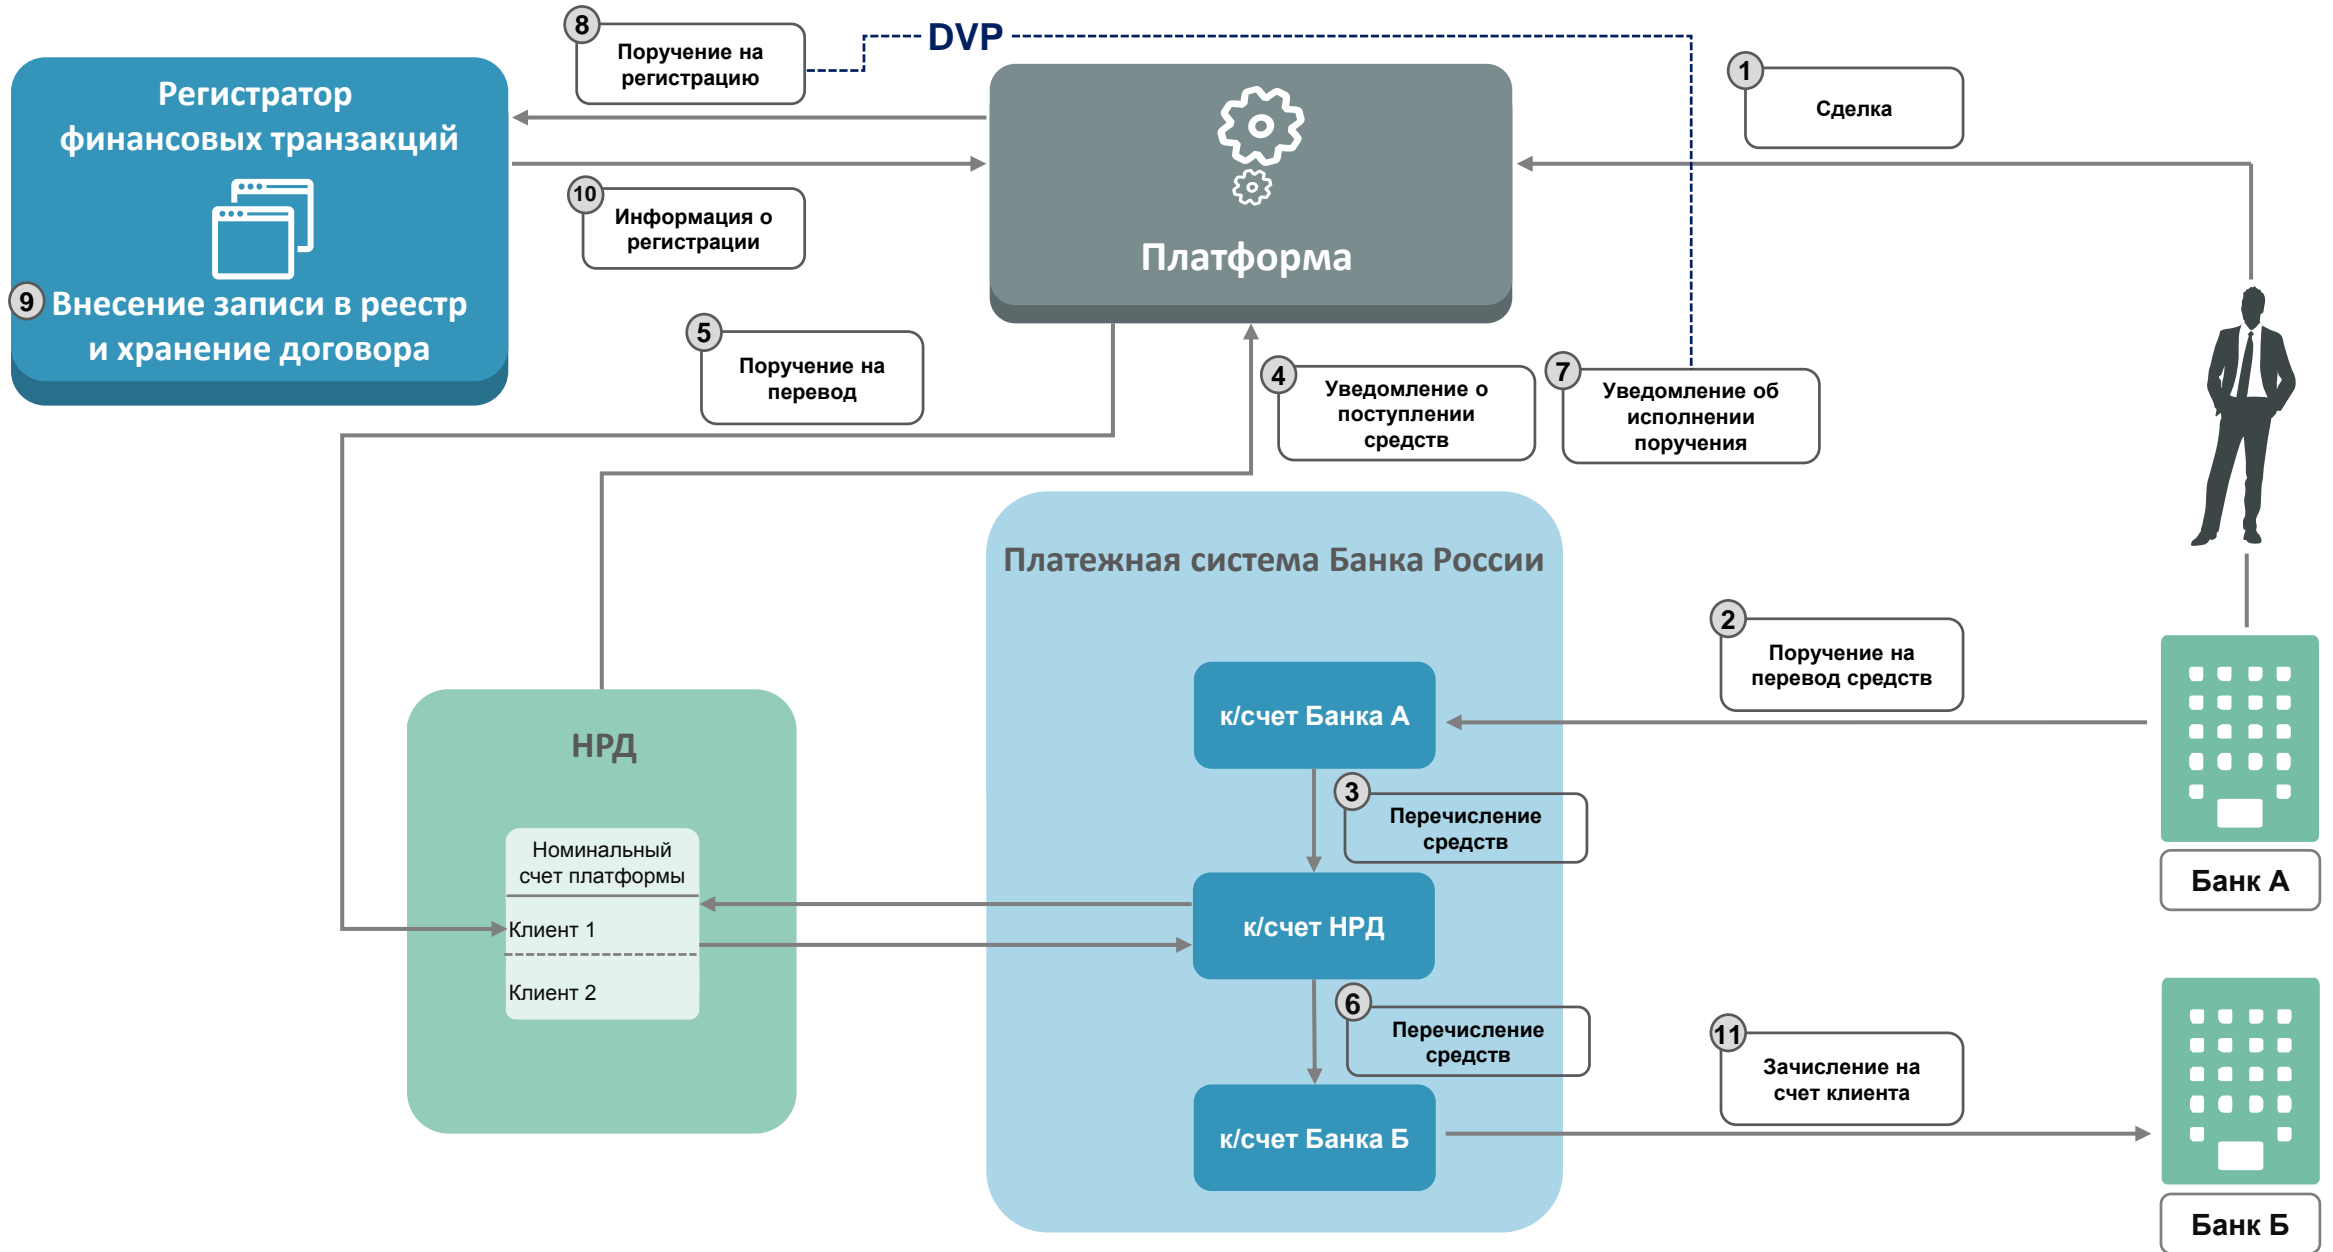 8
Поручение на
регистрацию
DVP
1
Сделка
Регистратор
финансовых транзакций
9
Внесение записи в реестр
и хранение договора
10
Информация о
регистрации
Платформа
5
Поручение на
перевод
4
Уведомление о
поступлении
средств
7
Уведомление об
исполнении
поручения
Платежная система Банка России
2
Поручение на
перевод средств
к/счет Банка А
НРД
3
Перечисление
средств
Номинальный
счет платформы
Клиент 1
Клиент 2
к/счет НРД
Банк А
6
Перечисление
средств
11
Зачисление на
счет клиента
к/счет Банка Б
Банк Б